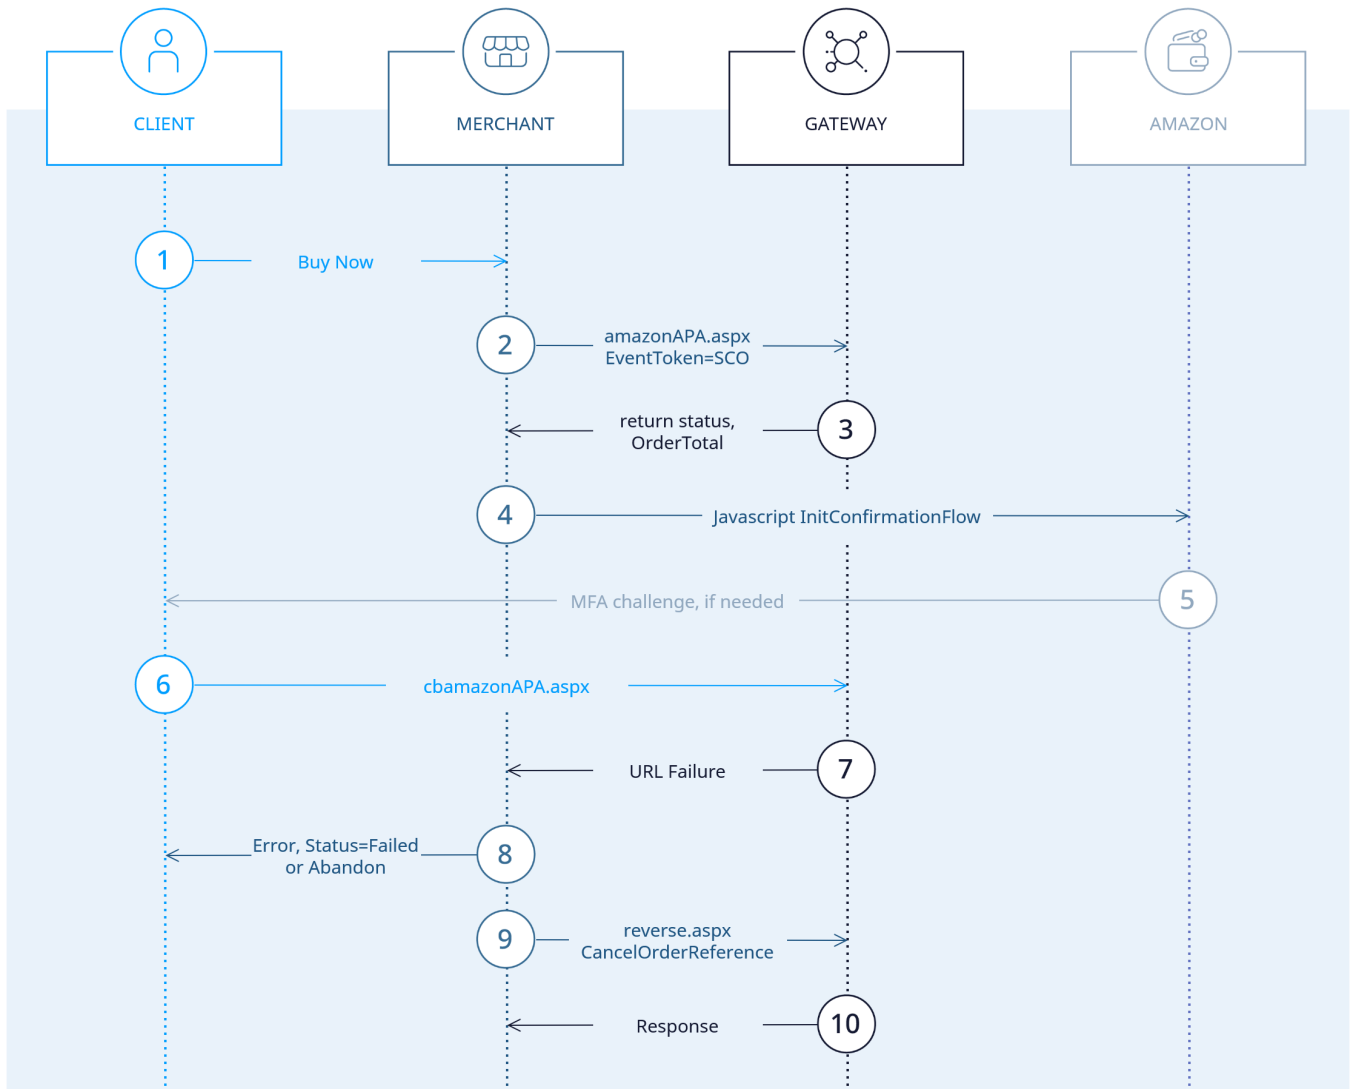 CLIENT
MERCHANT
GATEWAY
AMAZON
1
Buy Now
2
amazonAPA.aspx
EventToken=SCO
return status,
OrderTotal
3
4
Javascript InitConfirmationFlow
MFA challenge, if needed
5
6
cbamazonAPA.aspx
URL Failure
7
Error, Status=Failed
or Abandon
8
9
reverse.aspx
CancelOrderReference
Response
10